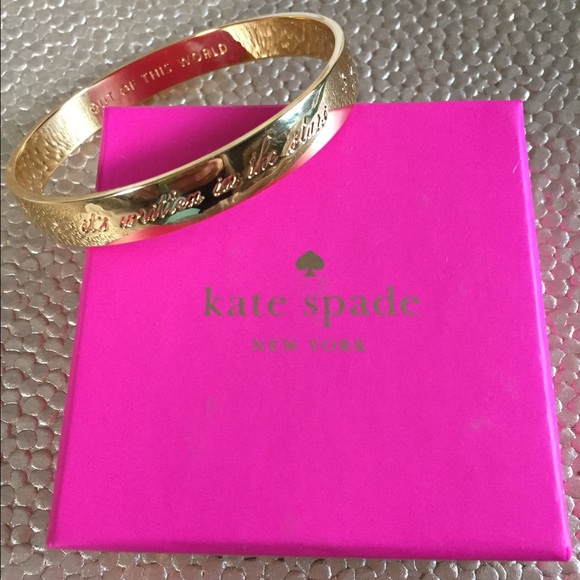 OUT OF THIS WORLD
it's written in the stars
kate spade
NEW YORK